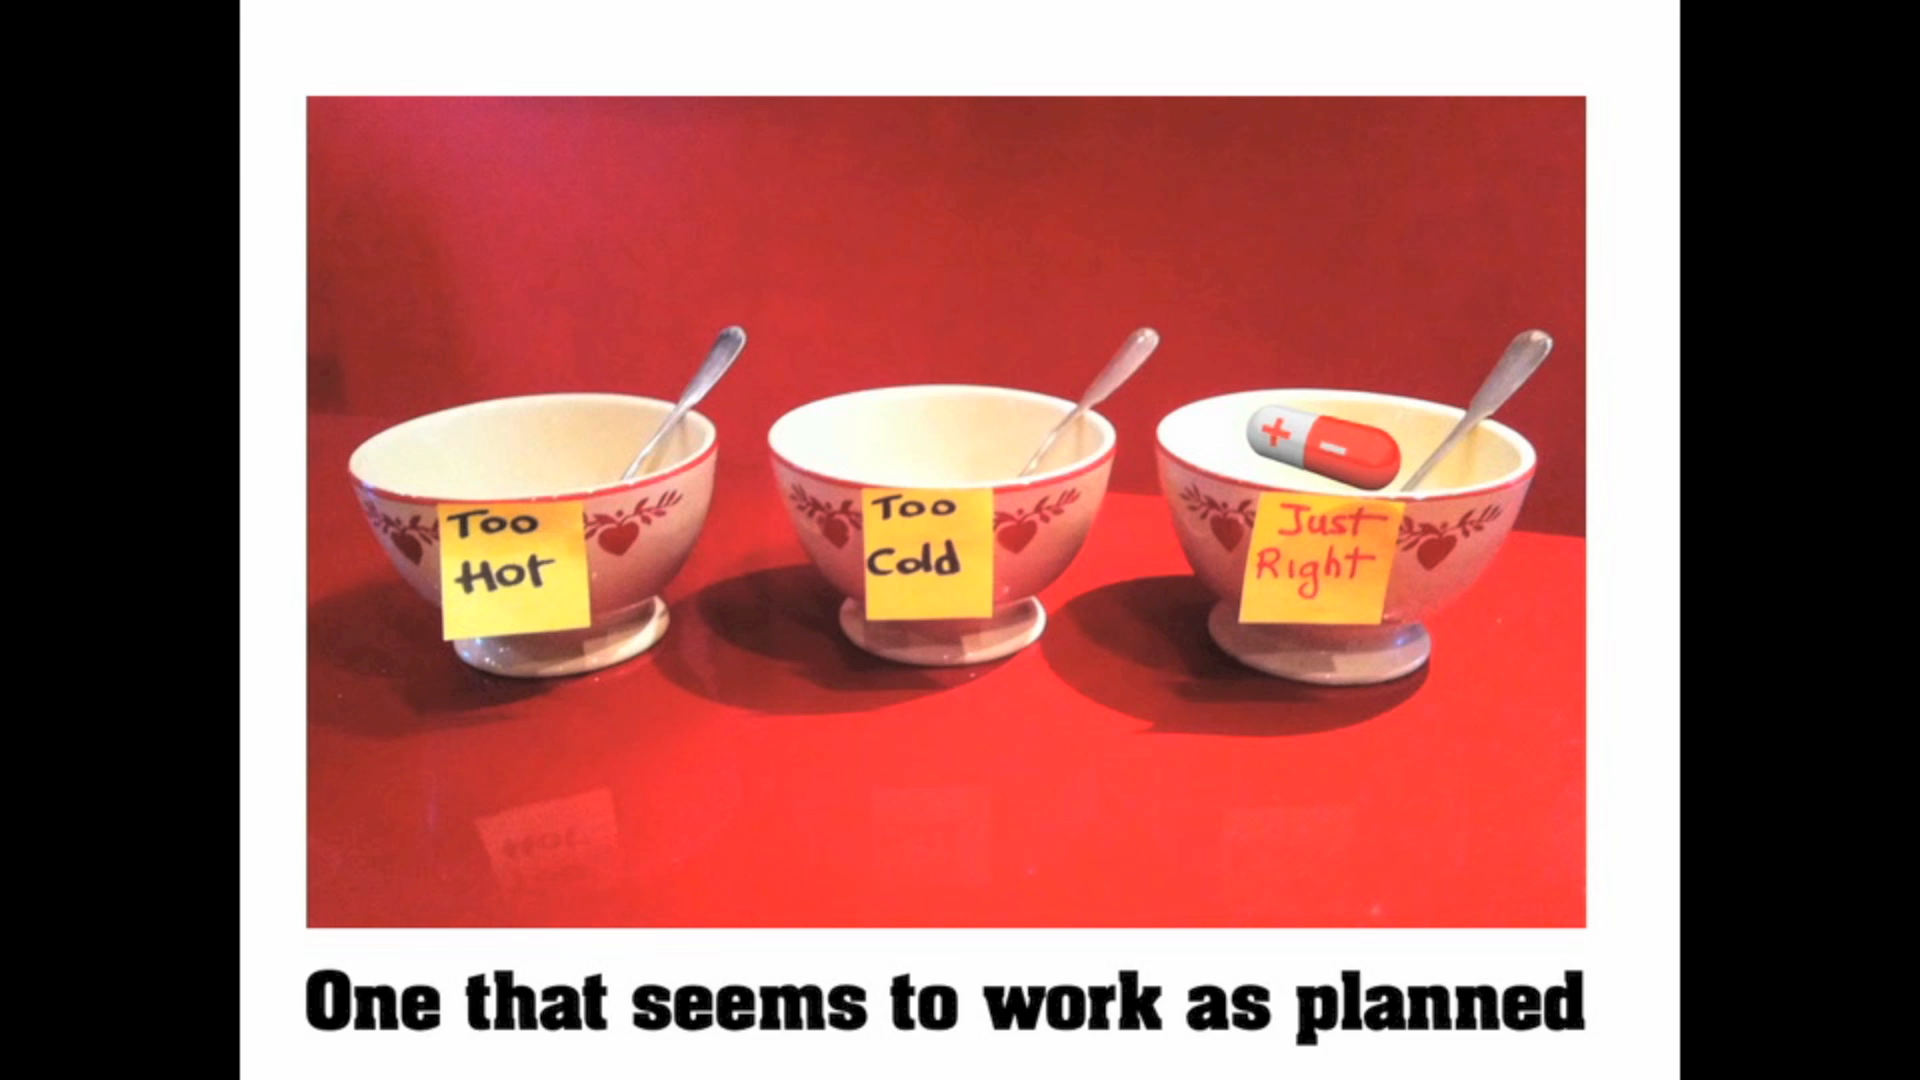 Too
Hot
Too
Cold
Just
Right
One that seems to work as planned